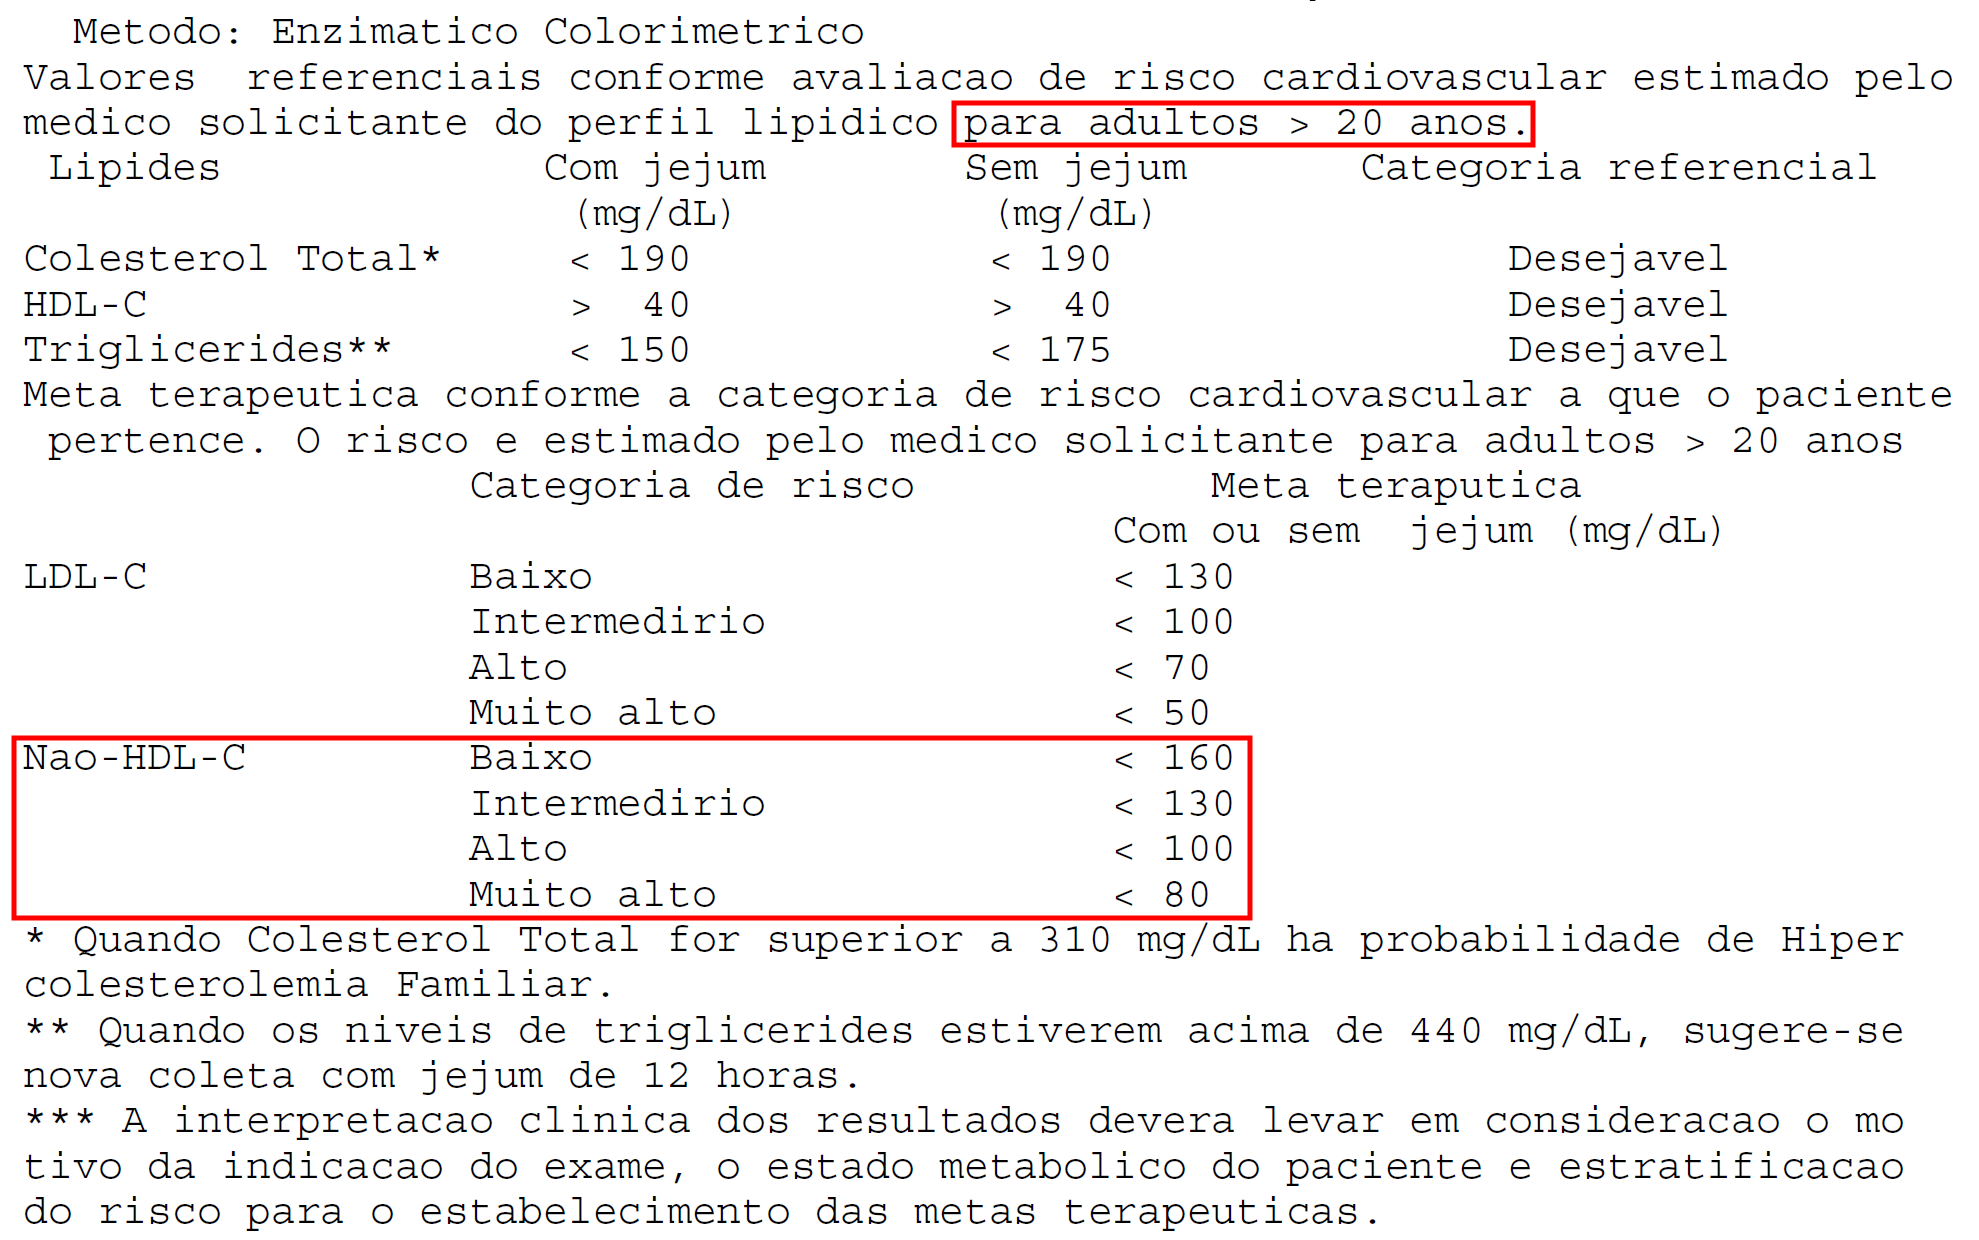 Metodo: Enzimatico Colorimetrico
Valores  referenciais conforme avaliacao de risco cardiovascular estimado pelo
medico solicitante do perfil lipidico para adultos > 20 anos.
Lipides Com jejum Sem jejum Categoria referencial
(mg/dL) (mg/dL)
Colesterol Total* < 190 < 190 Desejavel
HDL-C > 40 > 40 Desejavel
Triglicerides** < 150 < 175 Desejavel
Meta terapeutica conforme a categoria de risco cardiovascular a que o paciente
pertence. O risco e estimado pelo medico solicitante para adultos > 20 anos
Categoria de risco Meta teraputica
Com ou sem  jejum (mg/dL)
LDL-C Baixo < 130
Intermedirio < 100
Alto < 70
Muito alto < 50
Nao-HDL-C Baixo < 160
Intermedirio < 130
Alto < 100
Muito alto < 80
* Quando Colesterol Total for superior a 310 mg/dL ha probabilidade de Hiper
colesterolemia Familiar.
** Quando os niveis de triglicerides estiverem acima de 440 mg/dL, sugere-se
nova coleta com jejum de 12 horas.
*** A interpretacao clinica dos resultados devera levar em consideracao o mo
tivo da indicacao do exame, o estado metabolico do paciente e estratificacao
do risco para o estabelecimento das metas terapeuticas.